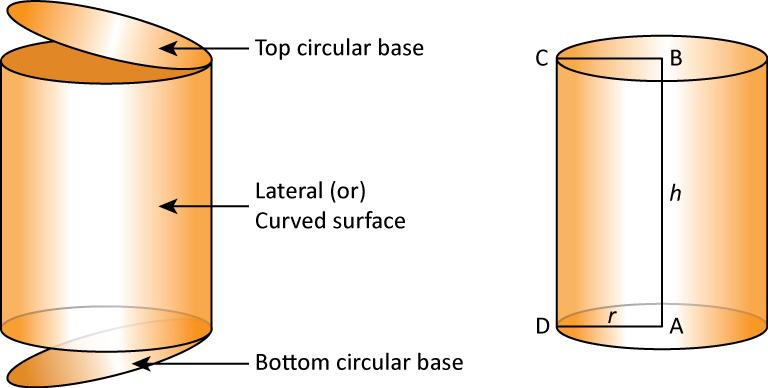 Top circular base
Lateral (or)
Curved surface
Bottom circular base
C
B
h
D
r
A